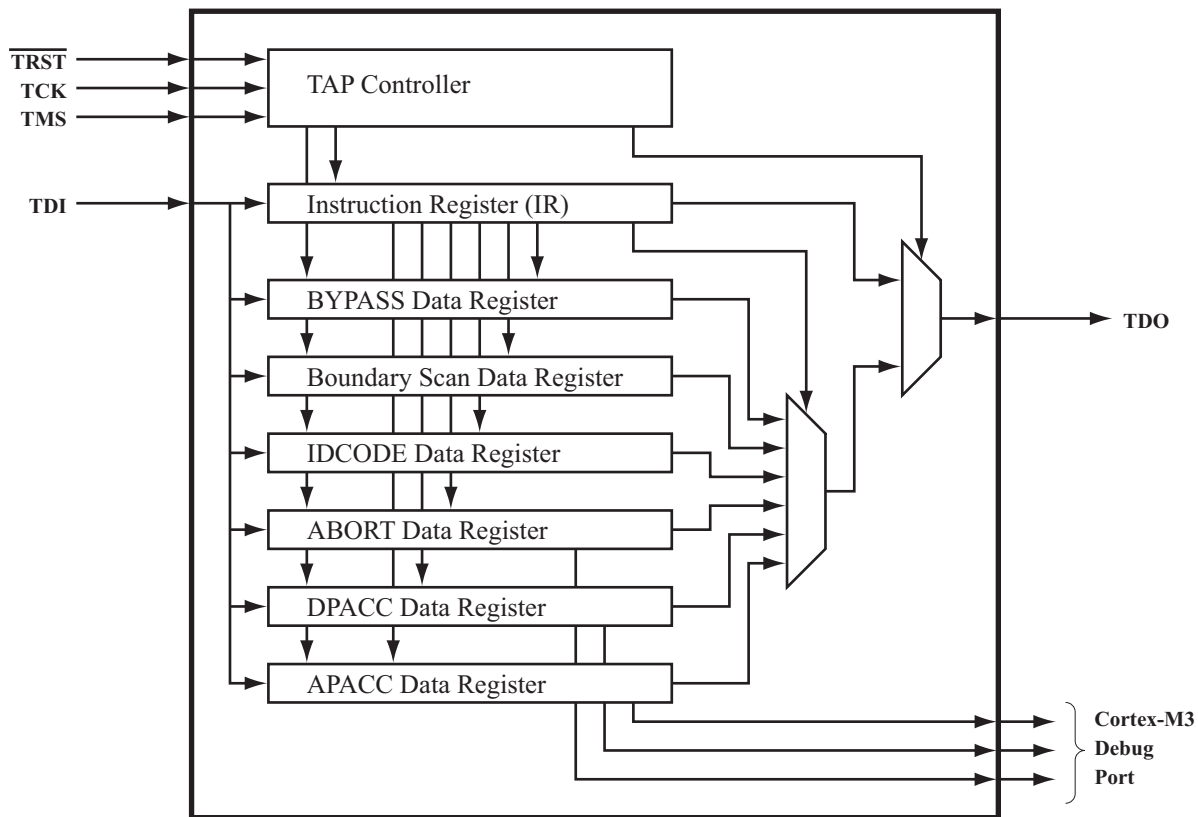 TRST
TCK
TMS
TDI
TAP Controller
Instruction Register (IR)
BYPASS Data Register
Boundary Scan Data Register
IDCODE Data Register
ABORT Data Register
DPACC Data Register
APACC Data Register
TDO
Cortex-M3
Debug
Port